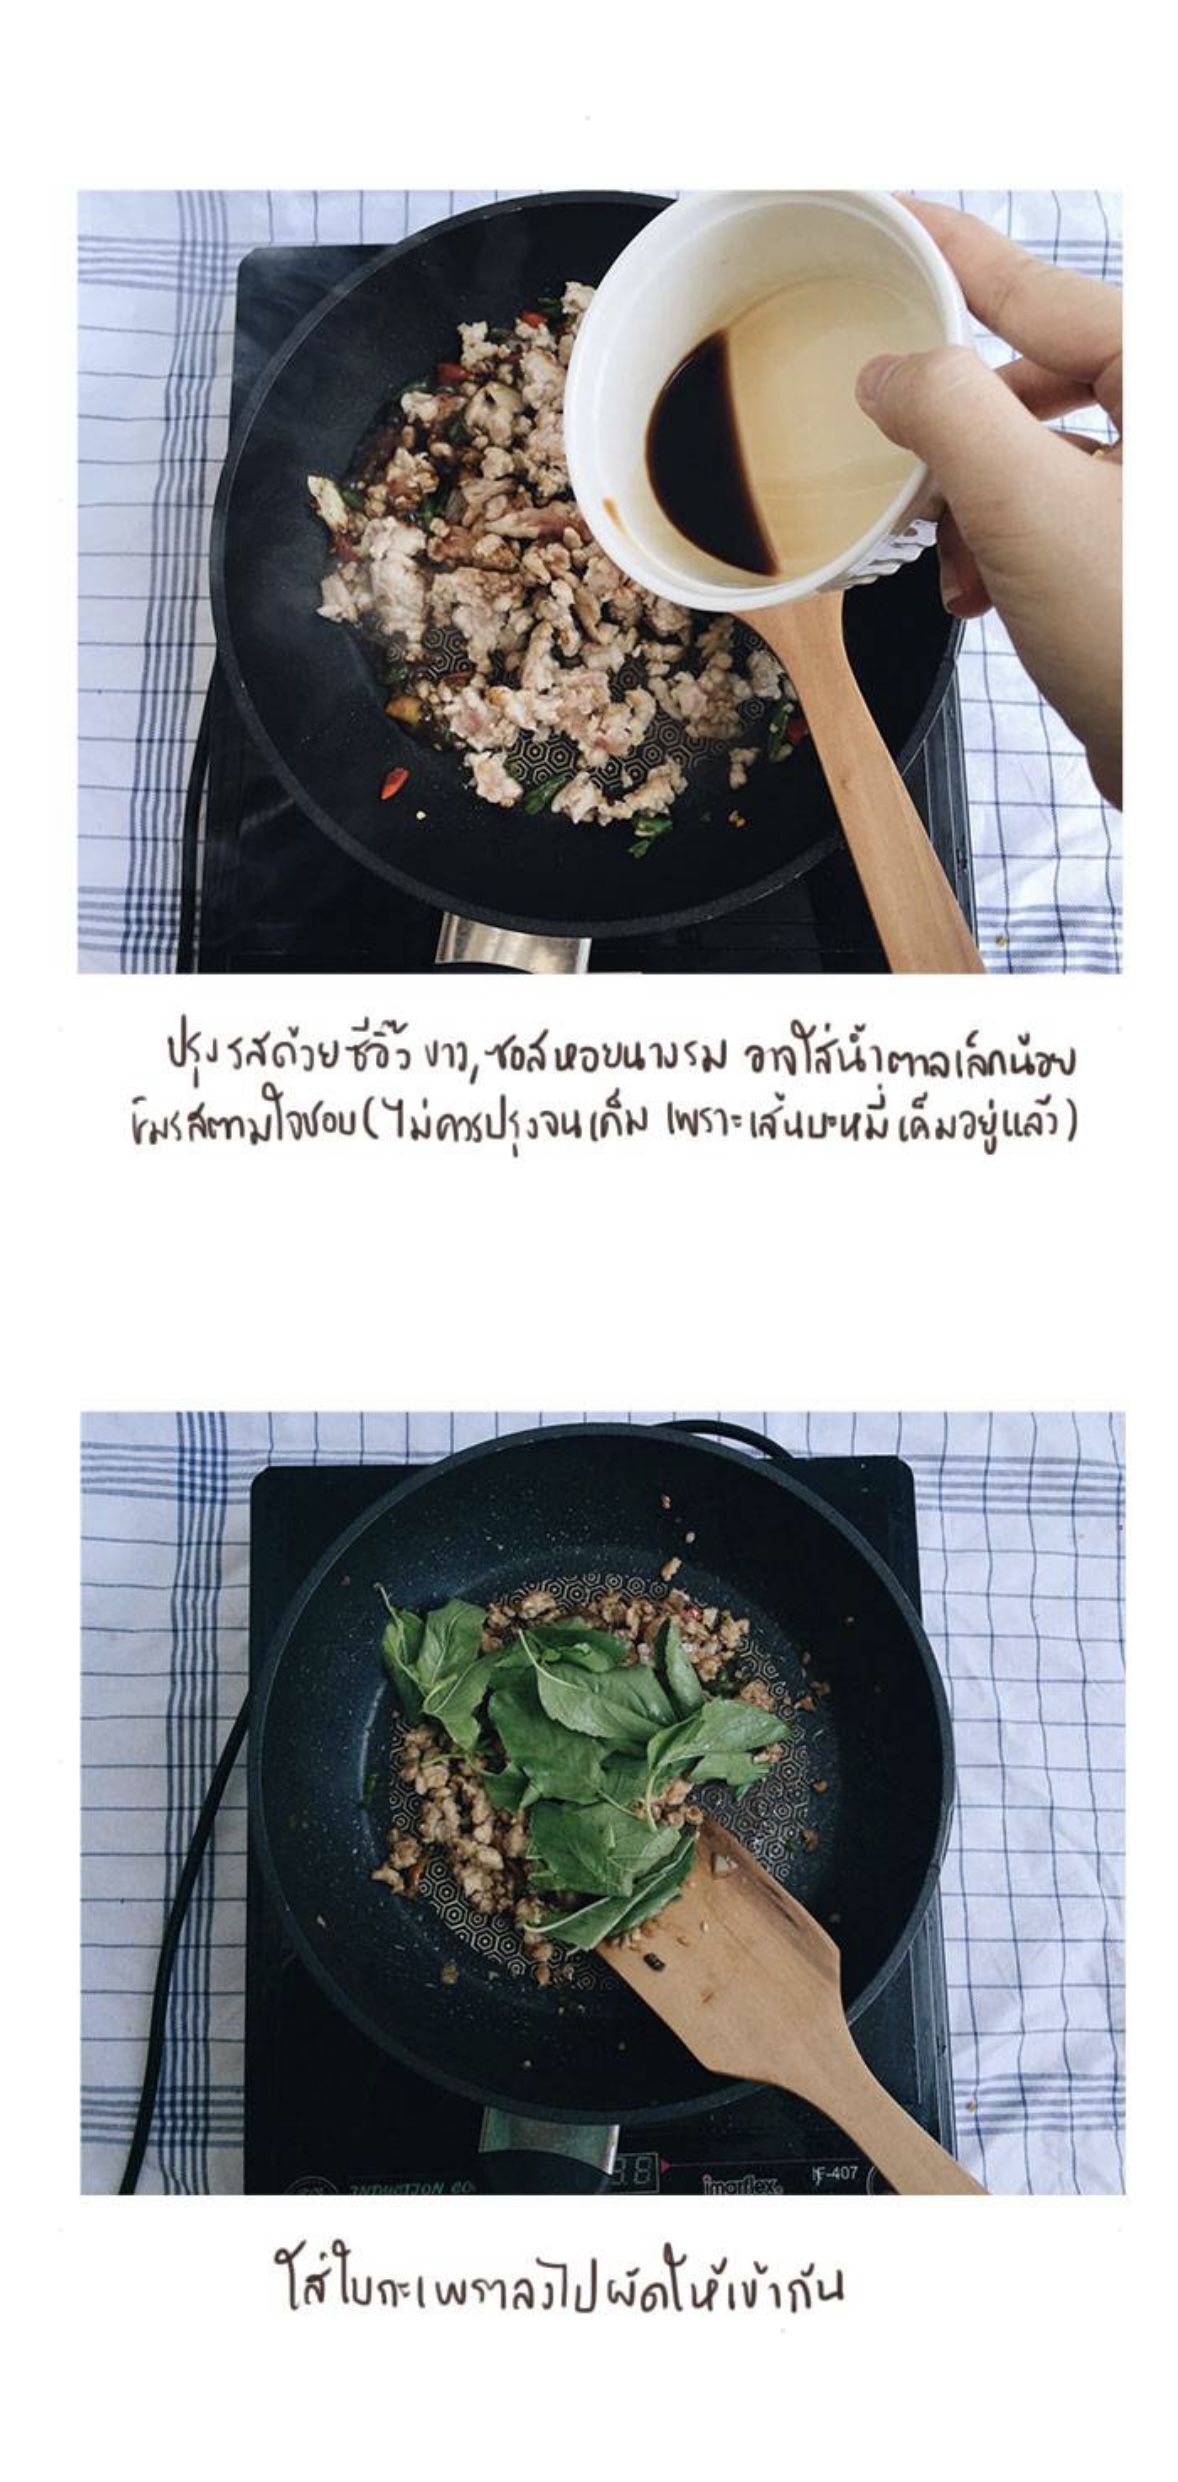 ปรุงรสด้วยซีอิ๊วขาว, ซอสหอยนางรม อาจใส่น้ำตาลเล็กน้อย
ชิมรสตามใจชอบ (ไม่ควรปรุงจนเค็ม เพราะเส้นบะหมี่เค็มอยู่แล้ว)
INDUCTION CO
imarflex.
IF-407
ใส่ใบกะเพราลงไปผัดให้เข้ากัน